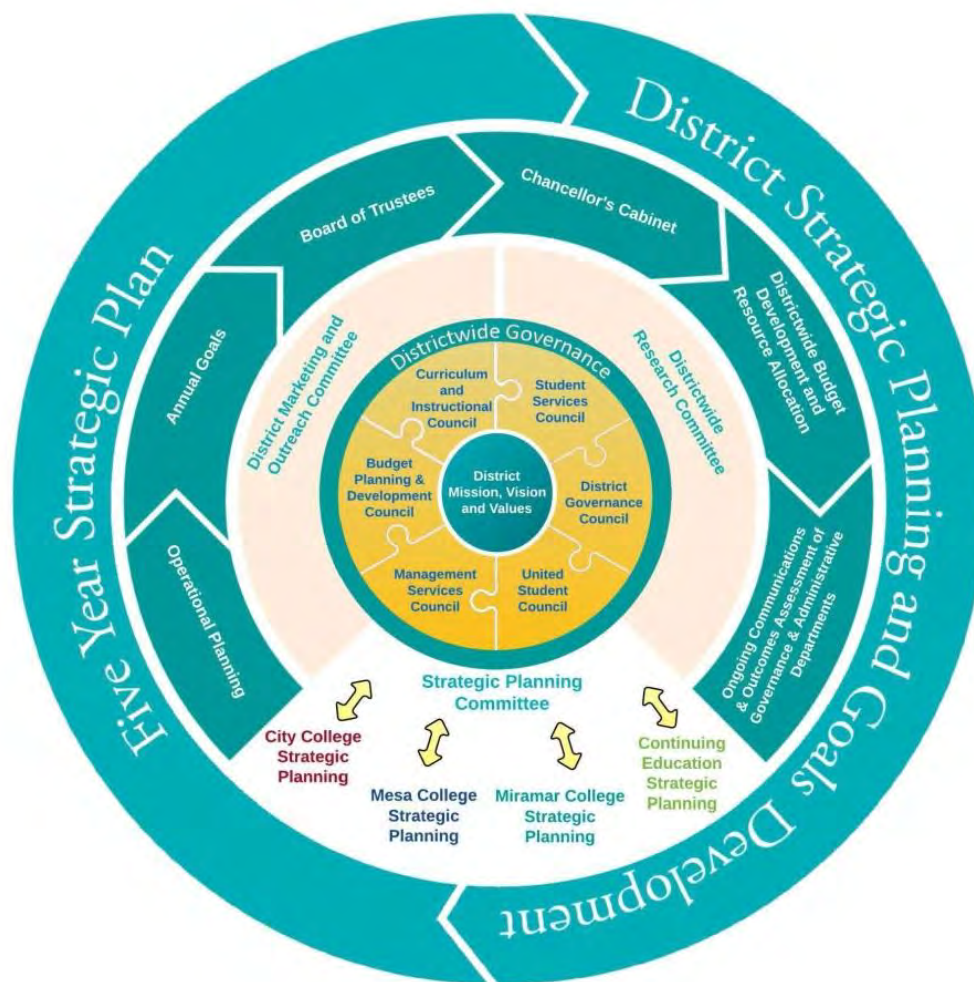 Five Year Strategic Plan
District Strategic Planning and Goals Development
Operational Planning
Annual Goals
Board of Trustees
Chancellor's Cabinet
Districtwide Budget
Development and
Resource Allocation
Ongoing Communications
& Outcomes Assessment of
Governance & Administrative
Departments
District Marketing and
Outreach Committee
Districtwide
Research Committee
Districtwide Governance
Curriculum
and
Instructional
Council
Student
Services
Council
Budget
Planning &
Development
Council
District
Mission, Vision
and Values
District
Governance
Council
Management
Services
Council
United
Student
Council
Strategic Planning
Committee
City College
Strategic
Planning
Mesa College
Strategic
Planning
Miramar College
Strategic
Planning
Continuing
Education
Strategic
Planning